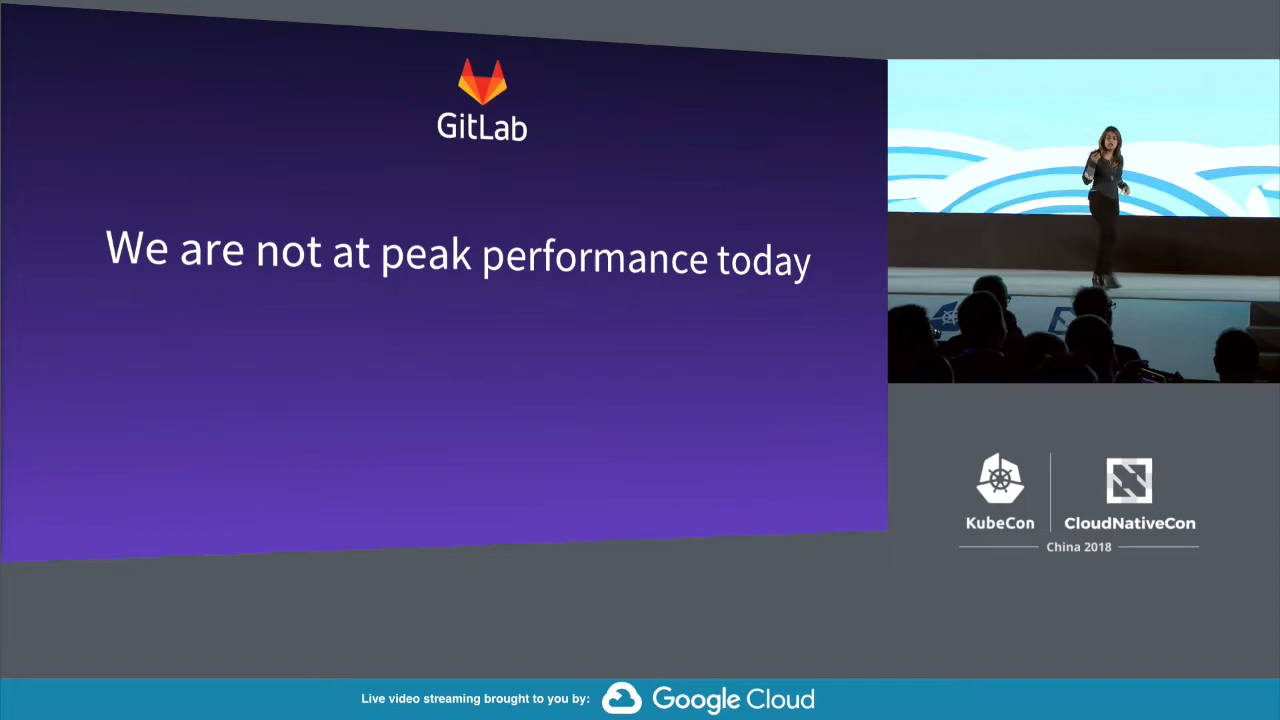 GitLab
We are not at peak performance today
KubeCon
CloudNativeCon
China 2018
Live video streaming brought to you by:
Google Cloud